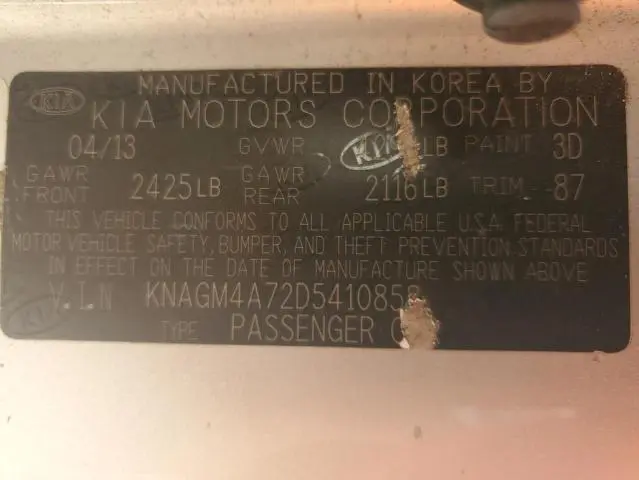 MANUFACTURED IN KOREA BY
KIA KIA MOTORS CORPORATION
04/13 GVWR LB PAINT 3D
GAWR FRONT 2425LB GAWR REAR 2116LB TRIM 87
THIS VEHICLE CONFORMS TO ALL APPLICABLE U.S.A. FEDERAL
MOTOR VEHICLE SAFETY, BUMPER, AND THEFT PREVENTION STANDARDS
IN EFFECT ON THE DATE OF MANUFACTURE SHOWN ABOVE
V.I.N KNAGM4A72D5410858
TYPE PASSENGER